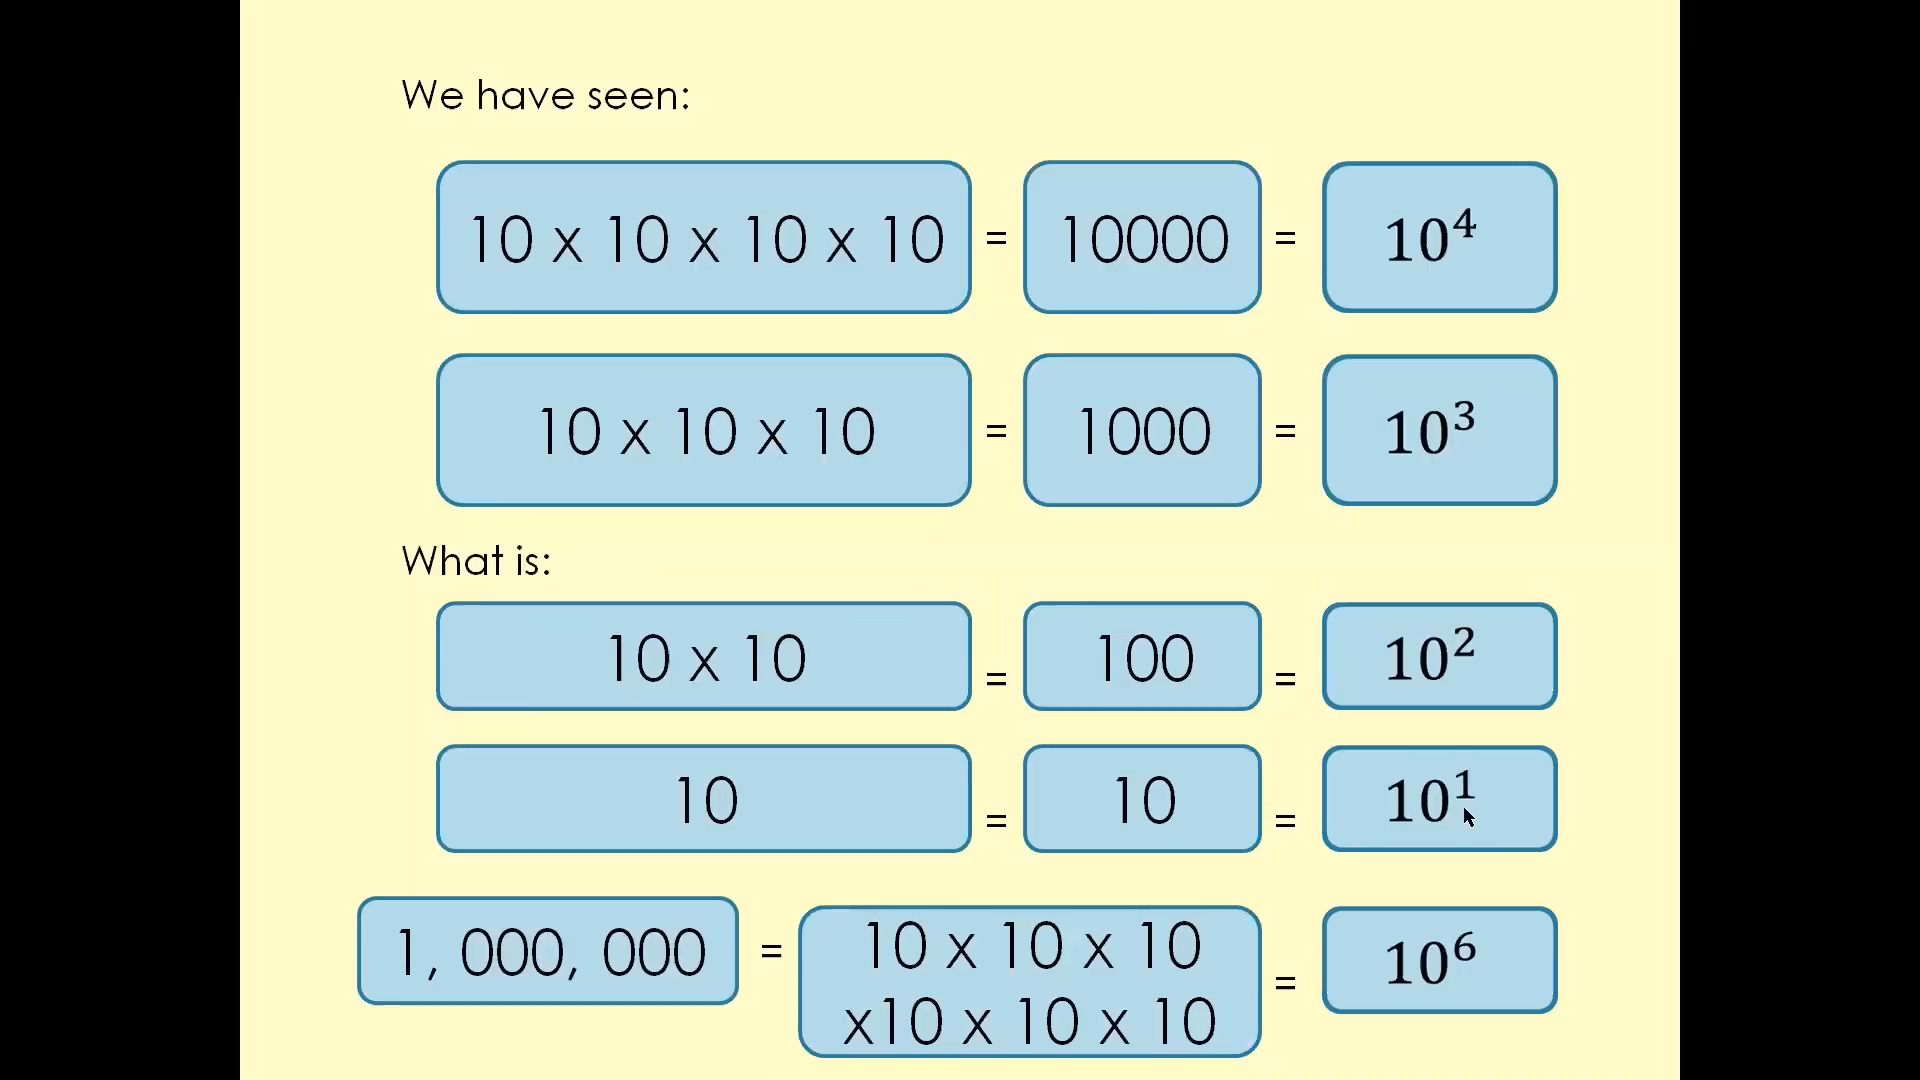 We have seen:
10 x 10 x 10 x 10 = 10000 = 10⁴
10 x 10 x 10 = 1000 = 10³
What is:
10 x 10 = 100 = 10²
10 = 10 = 10¹
1, 000, 000 = 10 x 10 x 10
x10 x 10 x 10 = 10⁶